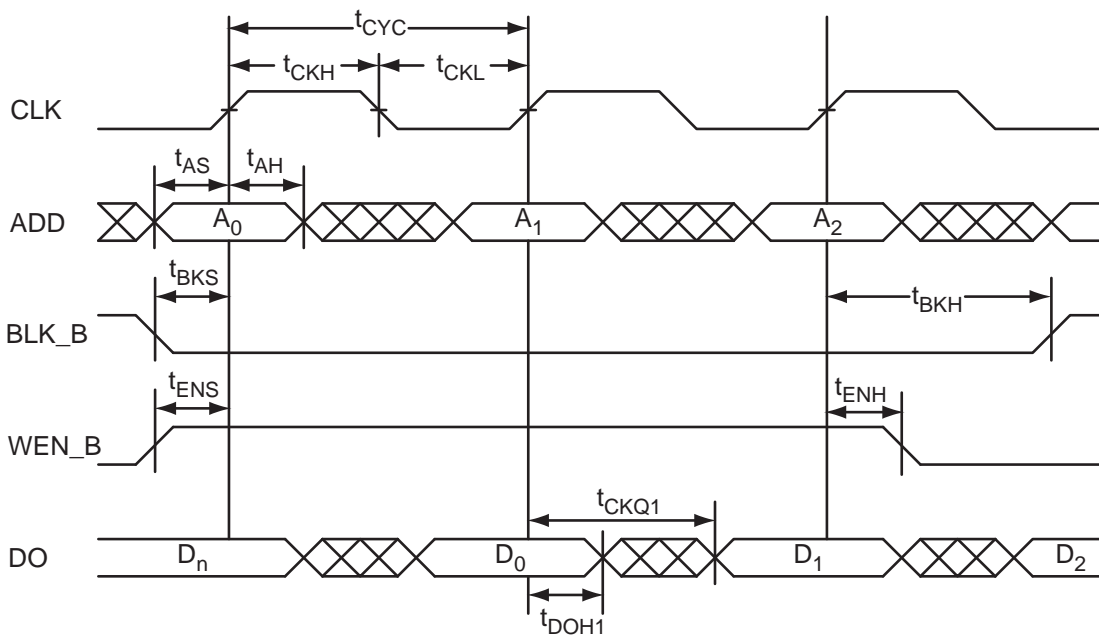 tCYC
tCKH tCKL
CLK
tAS tAH
ADD A0 A1 A2
tBKS tBKH
BLK_B
tENS tENH
WEN_B
tCKQ1
DO Dn D0 D1 D2
tDOH1